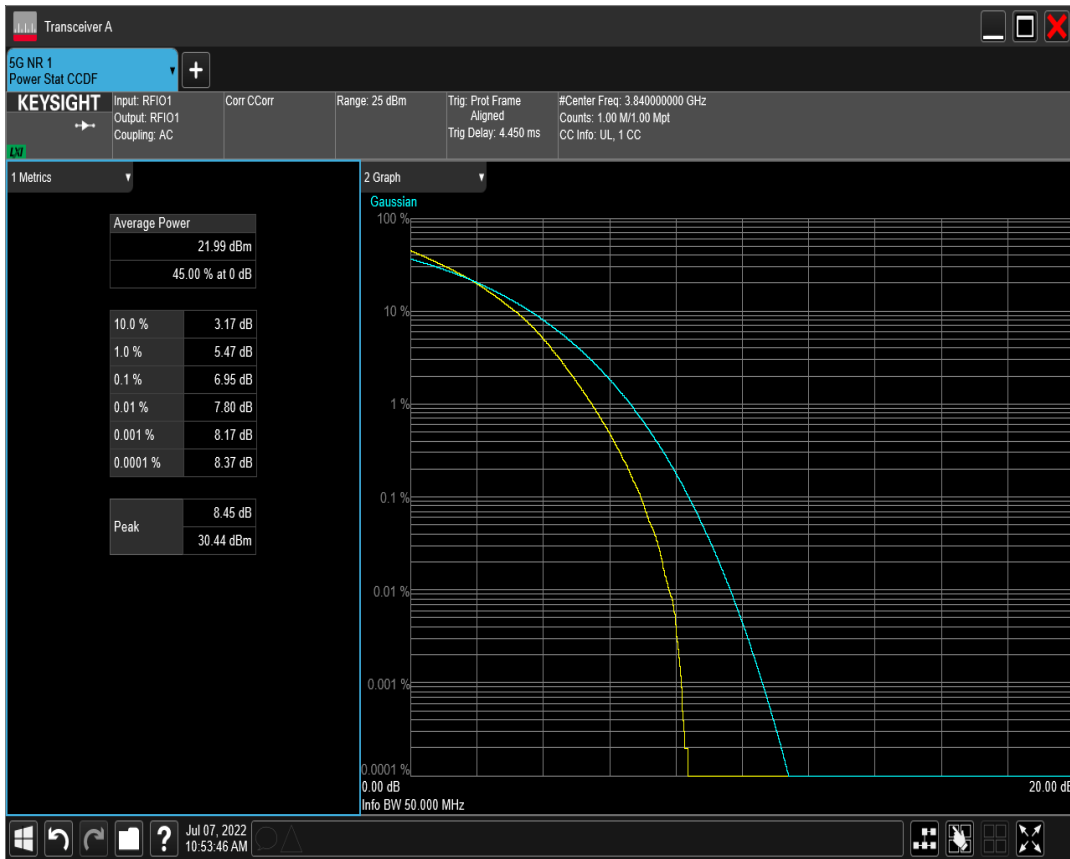 Transceiver A
5G NR 1
Power Stat CCDF
+
KEYSIGHT
LXI
Input: RFIO1
Output: RFIO1
Coupling: AC
Corr CCorr
Range: 25 dBm
Trig: Prot Frame
Aligned
Trig Delay: 4.450 ms
#Center Freq: 3.840000000 GHz
Counts: 1.00 M/1.00 Mpt
CC Info: UL, 1 CC
1 Metrics
Average Power
21.99 dBm
45.00 % at 0 dB
10.0 % 3.17 dB
1.0 % 5.47 dB
0.1 % 6.95 dB
0.01 % 7.80 dB
0.001 % 8.17 dB
0.0001 % 8.37 dB
Peak
8.45 dB
30.44 dBm
2 Graph
Gaussian
100 %
10 %
1 %
0.1 %
0.01 %
0.001 %
0.0001 %
0.00 dB 20.00 dB
Info BW 50.000 MHz
?
Jul 07, 2022
10:53:46 AM